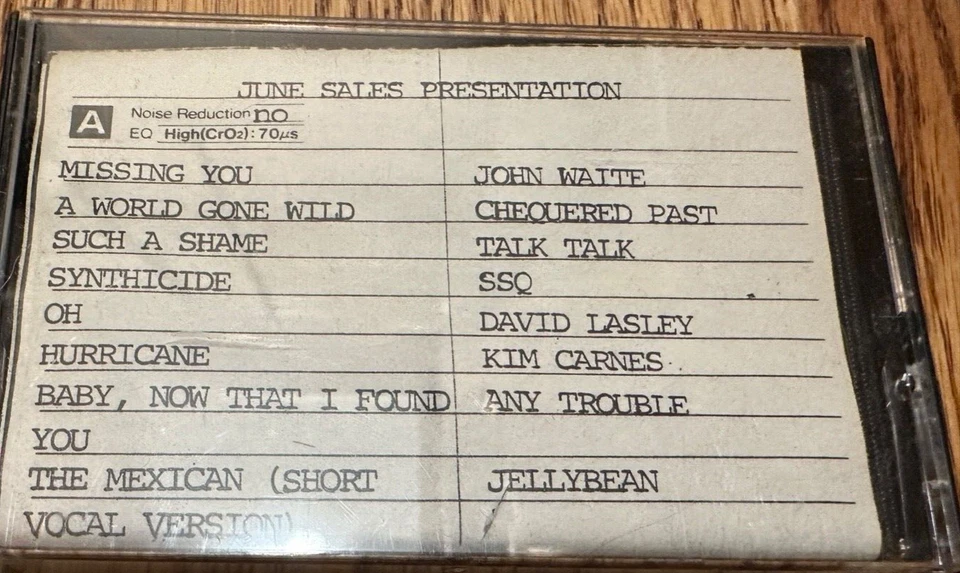 JUNE SALES PRESENTATION
A Noise Reduction no
EQ High(CrO2): 70µs
MISSING YOU JOHN WAITE
A WORLD GONE WILD CHEQUERED PAST
SUCH A SHAME TALK TALK
SYNTHICIDE SSQ
OH DAVID LASLEY
HURRICANE KIM CARNES
BABY, NOW THAT I FOUND ANY TROUBLE
YOU
THE MEXICAN (SHORT JELLYBEAN
VOCAL VERSION)